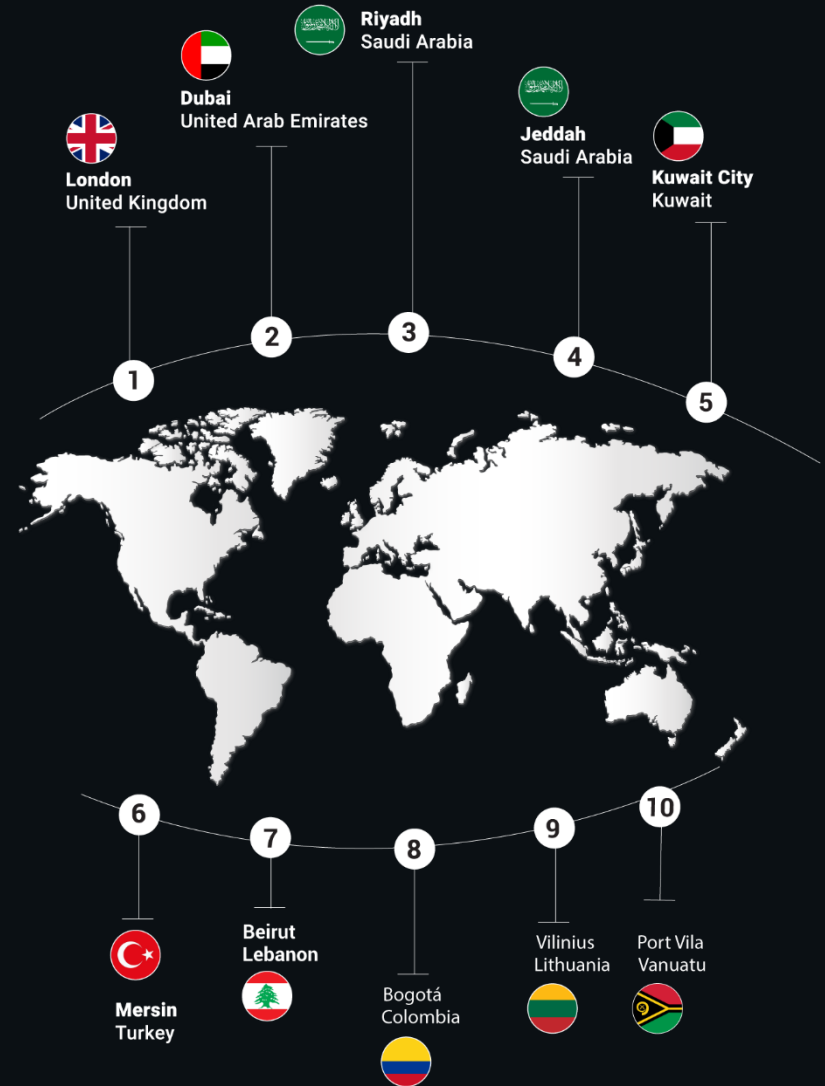 Riyadh
Saudi Arabia
Dubai
United Arab Emirates
Jeddah
Saudi Arabia
London
United Kingdom
Kuwait City
Kuwait
1
2
3
4
5
6
7
8
9
10
Mersin
Turkey
Beirut
Lebanon
Bogotá
Colombia
Vilinius
Lithuania
Port Vila
Vanuatu